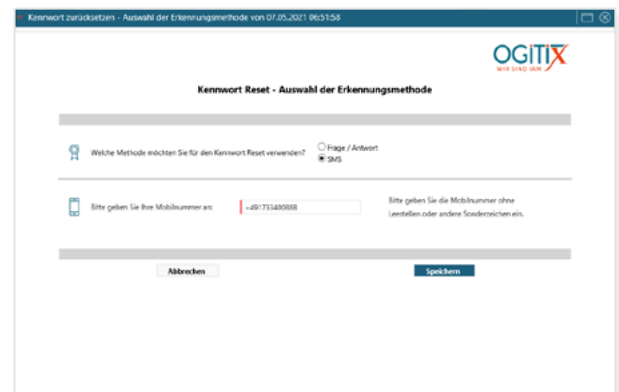 Kennwort zurücksetzen - Auswahl der Erkennungsmethode von 07.05.2021 06:51:58
OGiTiX
WIR SIND IAM
Kennwort Reset - Auswahl der Erkennungsmethode
Welche Methode möchten Sie für den Kennwort Reset verwenden?
Frage / Antwort
SMS
Bitte geben Sie Ihre Mobilnummer an:
+491733400888
Bitte geben Sie die Mobilnummer ohne
Leerstellen oder andere Sonderzeichen ein.
Abbrechen
Speichern